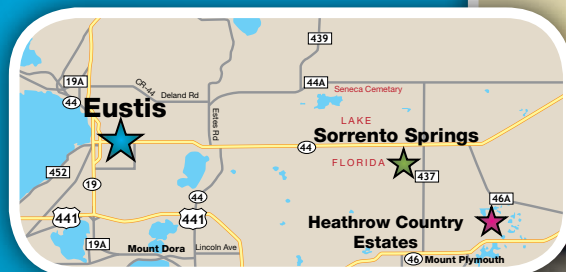 439
19A
CR-44
Deland Rd
44A
Seneca Cemetary
44
Eustis
Estes Rd
LAKE
Sorrento Springs
44
FLORIDA
452
437
19
44
46A
441
441
Heathrow Country
Estates
19A
Mount Dora
Lincoln Ave
46
Mount Plymouth